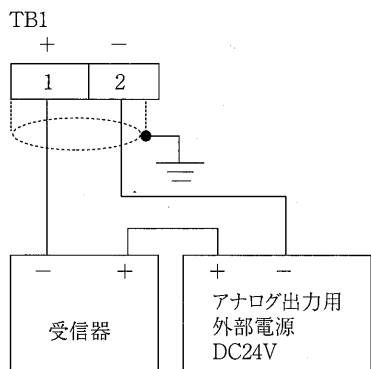 TB1
+ −
1 2
− + + −
受信器
アナログ出力用
外部電源
DC24V